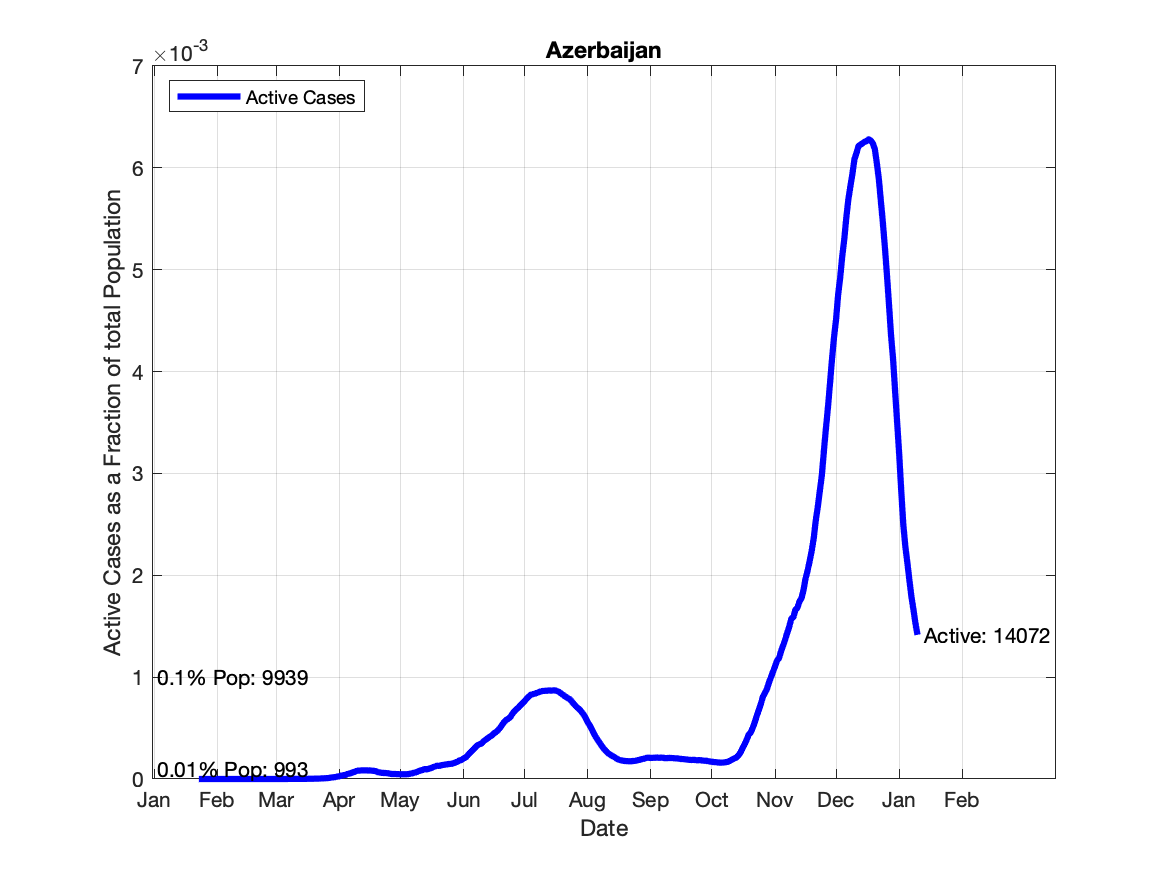 Azerbaijan
×10-3
Active Cases
7
6
5
4
3
2
1
0
Active Cases as a Fraction of total Population
0.1% Pop: 9939
0.01% Pop: 993
Active: 14072
Jan Feb Mar Apr May Jun Jul Aug Sep Oct Nov Dec Jan Feb
Date